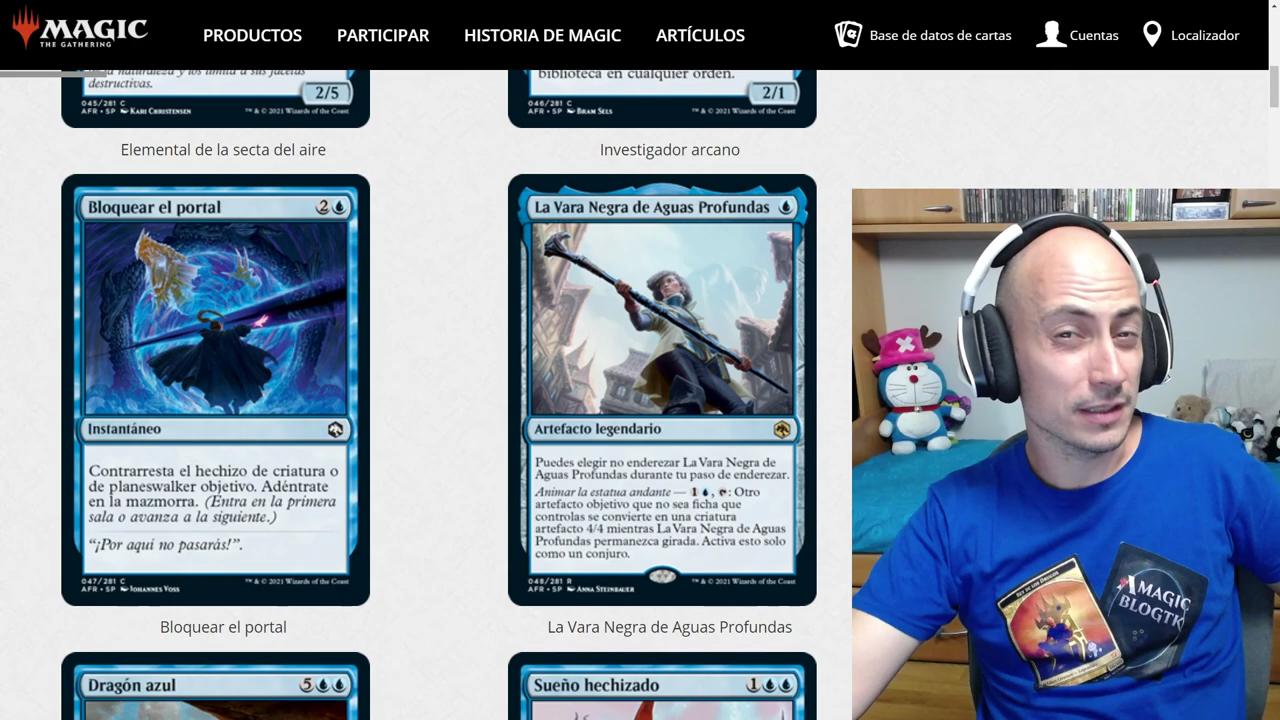 MAGIC
THE GATHERING
PRODUCTOS
PARTICIPAR
HISTORIA DE MAGIC
ARTÍCULOS
Base de datos de cartas
Cuentas
Localizador
naturaleza y los limita a sus facetas
destructivas.
2/5
045/281 C
AFR • SP KARI CHRISTENSEN
™ & © 2021 Wizards of the Coast
biblioteca en cualquier orden.
2/1
046/281 C
AFR • SP BRAM SELS
™ & © 2021 Wizards of the Coast
Elemental de la secta del aire
Investigador arcano
Bloquear el portal 2
Instantáneo
Contrarresta el hechizo de criatura o
de planeswalker objetivo. Adéntrate
en la mazmorra. (Entra en la primera
sala o avanza a la siguiente.)
“¡Por aquí no pasarás!”.
047/281 C
AFR • SP JOHANNES VOSS
™ & © 2021 Wizards of the Coast
Bloquear el portal
La Vara Negra de Aguas Profundas
Artefacto legendario
Puedes elegir no enderezar La Vara Negra de
Aguas Profundas durante tu paso de enderezar.
Animar la estatua andante — 1 , : Otro
artefacto objetivo que no sea ficha que
controlas se convierte en una criatura
artefacto 4/4 mientras La Vara Negra de Aguas
Profundas permanezca girada. Activa esto solo
como un conjuro.
048/281 R
AFR • SP ANNA STEINBAUER
™ & © 2021 Wizards of the Coast
La Vara Negra de Aguas Profundas
Dragón azul 5
Sueño hechizado 1
MAGIC
BLOGTK